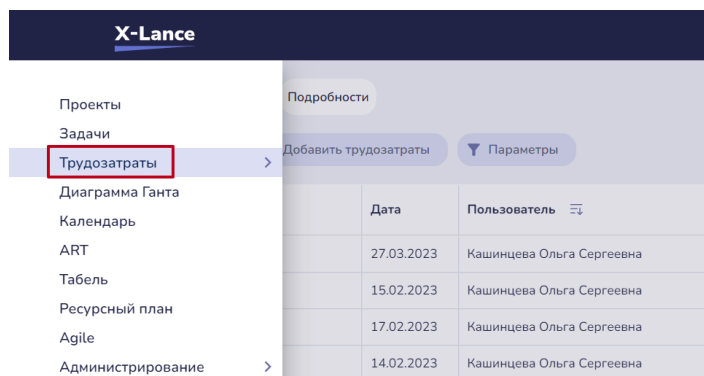 X-Lance
Проекты
Задачи
Трудозатраты
Диаграмма Ганта
Календарь
ART
Табель
Ресурсный план
Agile
Администрирование
Подробности
Добавить трудозатраты Параметры
Дата Пользователь
27.03.2023 Кашинцева Ольга Сергеевна
15.02.2023 Кашинцева Ольга Сергеевна
17.02.2023 Кашинцева Ольга Сергеевна
14.02.2023 Кашинцева Ольга Сергеевна